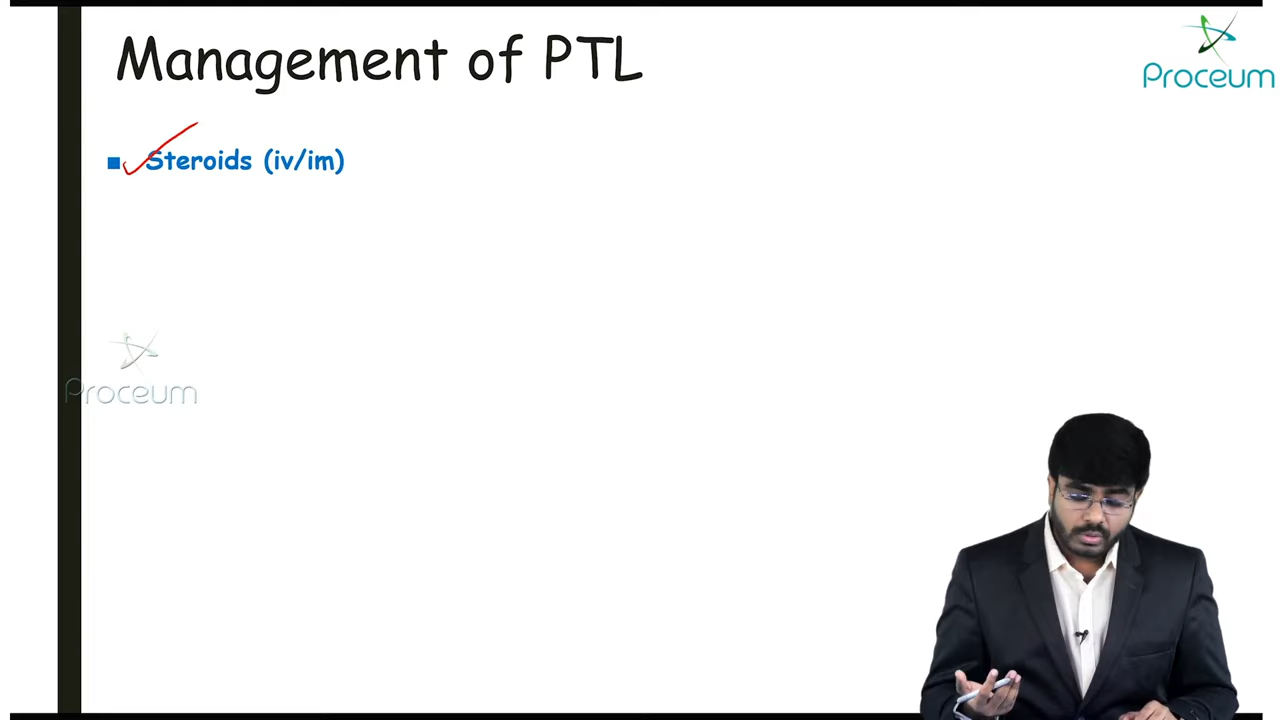 Management of PTL
Proceum
Steroids (iv/im)
Proceum